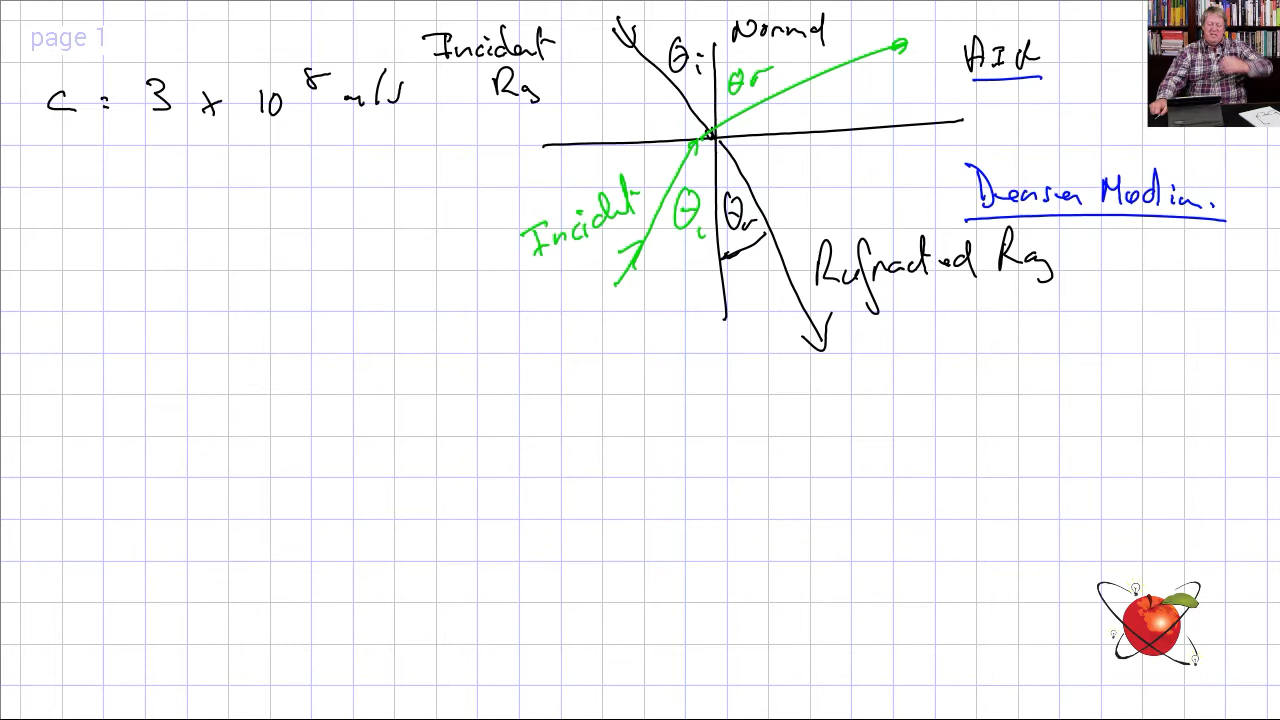 page 1
C = 3 x 10⁸ m/s
Incident
Ray
θi
Normal
θr
AIR
Incident
θi
θr
Denser Medium.
Refracted Ray